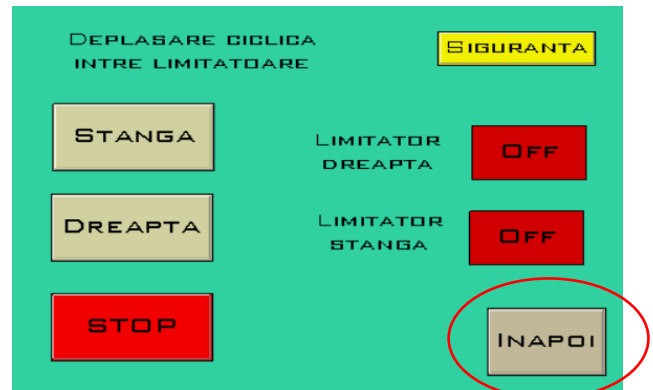 DEPLASARE CICLICA
INTRE LIMITATOARE
SIGURANTA
STANGA
LIMITATOR
DREAPTA
OFF
DREAPTA
LIMITATOR
STANGA
OFF
STOP
INAPOI